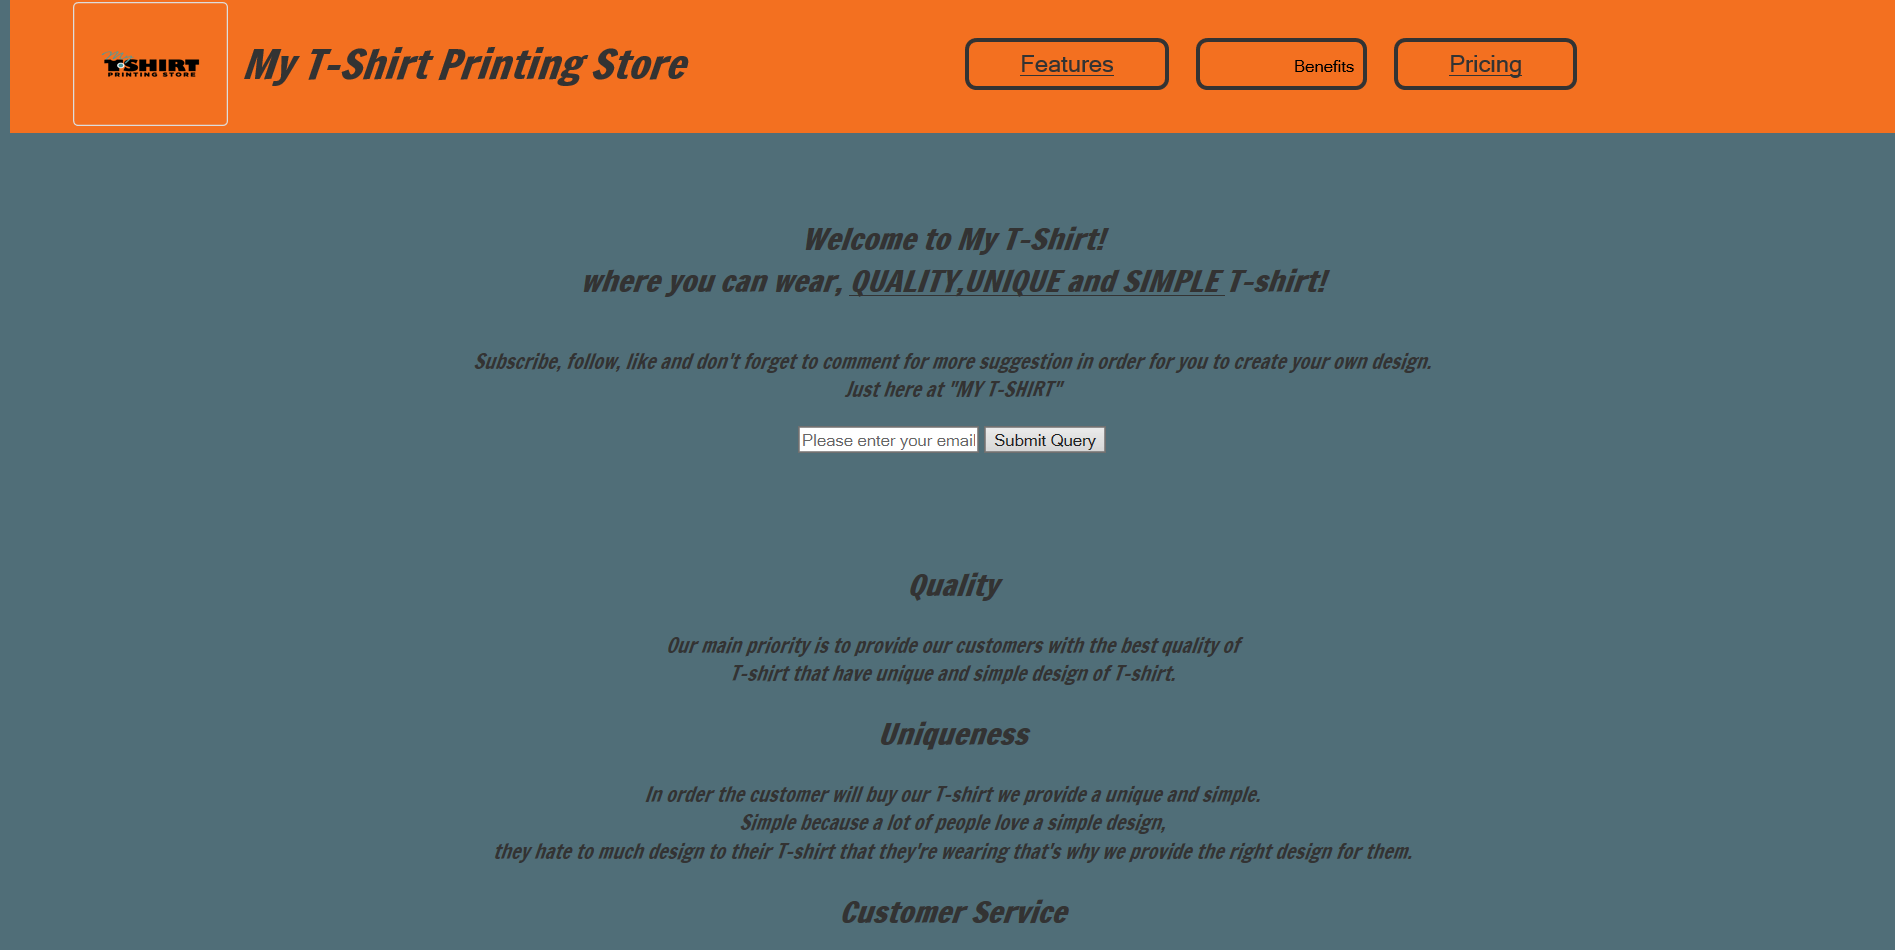 TSHIRT
PRINTING STORE
My T-Shirt Printing Store
Features
Benefits
Pricing
Welcome to My T-Shirt!
where you can wear, QUALITY,UNIQUE and SIMPLE T-shirt!
Subscribe, follow, like and don't forget to comment for more suggestion in order for you to create your own design.
Just here at "MY T-SHIRT"
Please enter your email
Submit Query
Quality
Our main priority is to provide our customers with the best quality of
T-shirt that have unique and simple design of T-shirt.
Uniqueness
In order the customer will buy our T-shirt we provide a unique and simple.
Simple because a lot of people love a simple design,
they hate to much design to their T-shirt that they're wearing that's why we provide the right design for them.
Customer Service